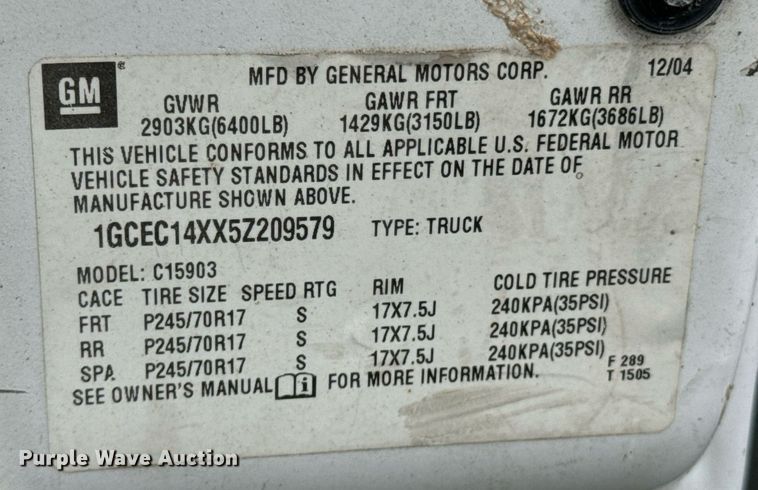 GM ® MFD BY GENERAL MOTORS CORP. 12/04
GVWR GAWR FRT GAWR RR
2903KG(6400LB) 1429KG(3150LB) 1672KG(3686LB)
THIS VEHICLE CONFORMS TO ALL APPLICABLE U.S. FEDERAL MOTOR
VEHICLE SAFETY STANDARDS IN EFFECT ON THE DATE OF
MANUFACTURE SHOWN ABOVE.
1GCEC14XX5Z209579 TYPE: TRUCK
MODEL: C15903
CACE TIRE SIZE SPEED RTG RIM COLD TIRE PRESSURE
FRT P245/70R17 S 17X7.5J 240KPA(35PSI)
RR P245/70R17 S 17X7.5J 240KPA(35PSI)
SPA P245/70R17 S 17X7.5J 240KPA(35PSI)
SEE OWNER'S MANUAL i FOR MORE INFORMATION.
F 289
T 1505
Purple Wave Auction